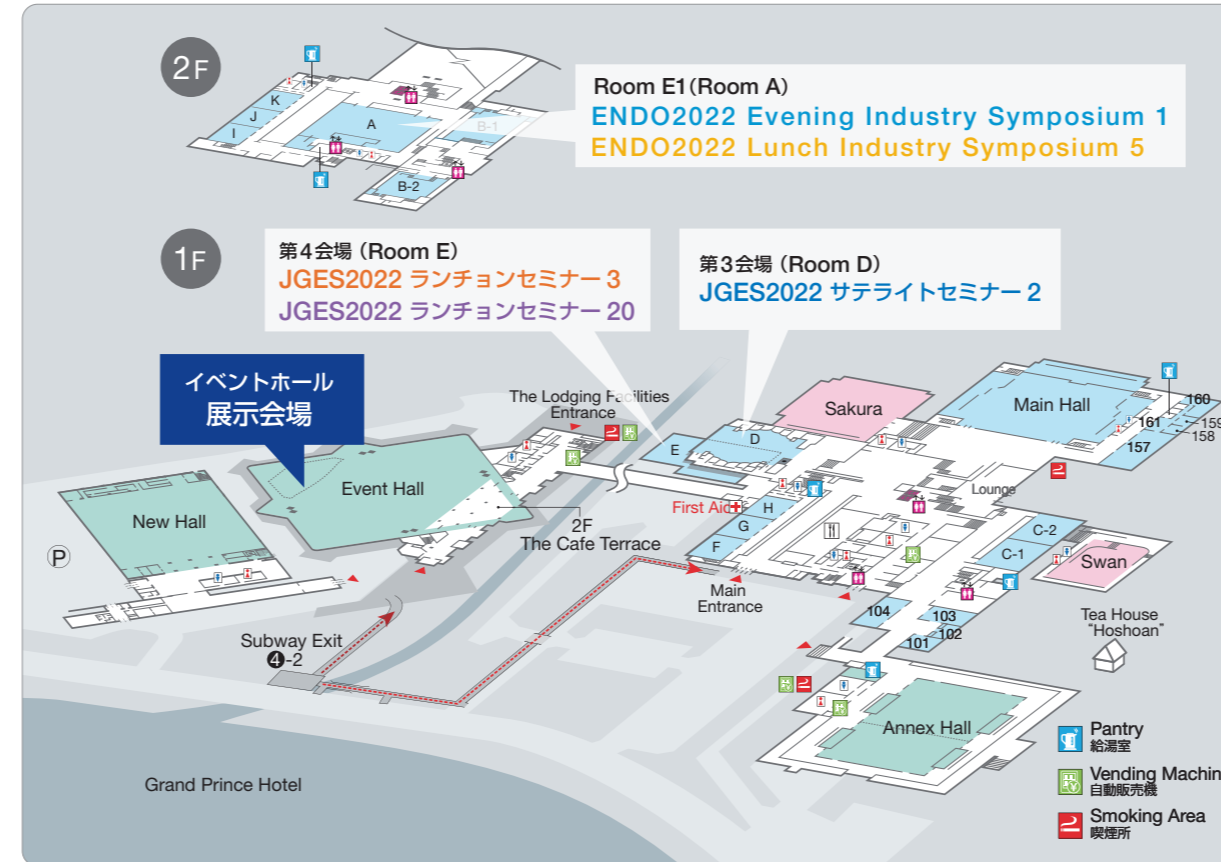 2F
K
J
I
A
B-1
B-2
Room E1(Room A)
ENDO2022 Evening Industry Symposium 1
ENDO2022 Lunch Industry Symposium 5
1F
第4会場（Room E）
JGES2022 ランチョンセミナー 3
JGES2022 ランチョンセミナー 20
第3会場（Room D）
JGES2022 サテライトセミナー 2
イベントホール
展示会場
The Lodging Facilities
Entrance
Sakura
Main Hall
160
161
159
158
157
E
D
Event Hall
New Hall
P
2F
The Cafe Terrace
First Aid
H
G
F
Lounge
C-2
C-1
Swan
Main
Entrance
104
103
102
101
Tea House
"Hoshoan"
Subway Exit
4-2
Annex Hall
Grand Prince Hotel
Pantry
給湯室
Vending Machin
自動販売機
Smoking Area
喫煙所